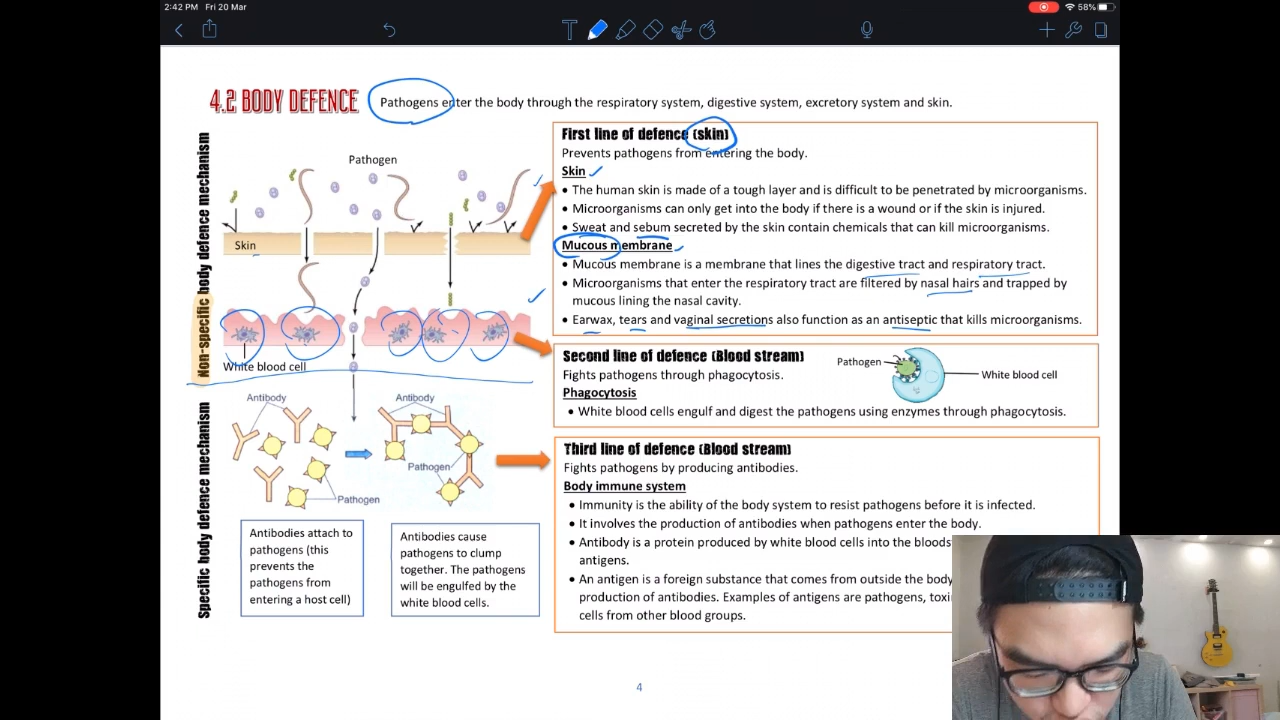 2:42 PM Fri 20 Mar
58%
4.2 BODY DEFENCE
Pathogens enter the body through the respiratory system, digestive system, excretory system and skin.
Non-specific body defence mechanism
Pathogen
Skin
White blood cell
First line of defence (skin)
Prevents pathogens from entering the body.
Skin
• The human skin is made of a tough layer and is difficult to be penetrated by microorganisms.
• Microorganisms can only get into the body if there is a wound or if the skin is injured.
• Sweat and sebum secreted by the skin contain chemicals that can kill microorganisms.
Mucous membrane
• Mucous membrane is a membrane that lines the digestive tract and respiratory tract.
• Microorganisms that enter the respiratory tract are filtered by nasal hairs and trapped by
mucous lining the nasal cavity.
• Earwax, tears and vaginal secretions also function as an antiseptic that kills microorganisms.
Second line of defence (Blood stream)
Fights pathogens through phagocytosis.
Phagocytosis
• White blood cells engulf and digest the pathogens using enzymes through phagocytosis.
Pathogen
White blood cell
Specific body defence mechanism
Antibody
Antibody
Pathogen
Pathogen
Antibodies attach to
pathogens (this
prevents the
pathogens from
entering a host cell)
Antibodies cause
pathogens to clump
together. The pathogens
will be engulfed by the
white blood cells.
Third line of defence (Blood stream)
Fights pathogens by producing antibodies.
Body immune system
• Immunity is the ability of the body system to resist pathogens before it is infected.
• It involves the production of antibodies when pathogens enter the body.
• Antibody is a protein produced by white blood cells into the
antigens.
• An antigen is a foreign substance that comes from outside the body
production of antibodies. Examples of antigens are pathogens,
cells from other blood groups.
4